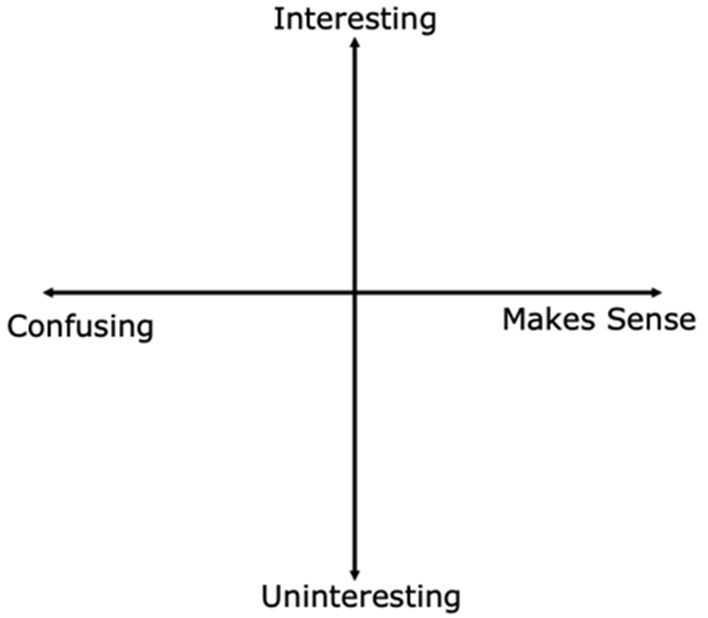 Interesting
Confusing
Makes Sense
Uninteresting